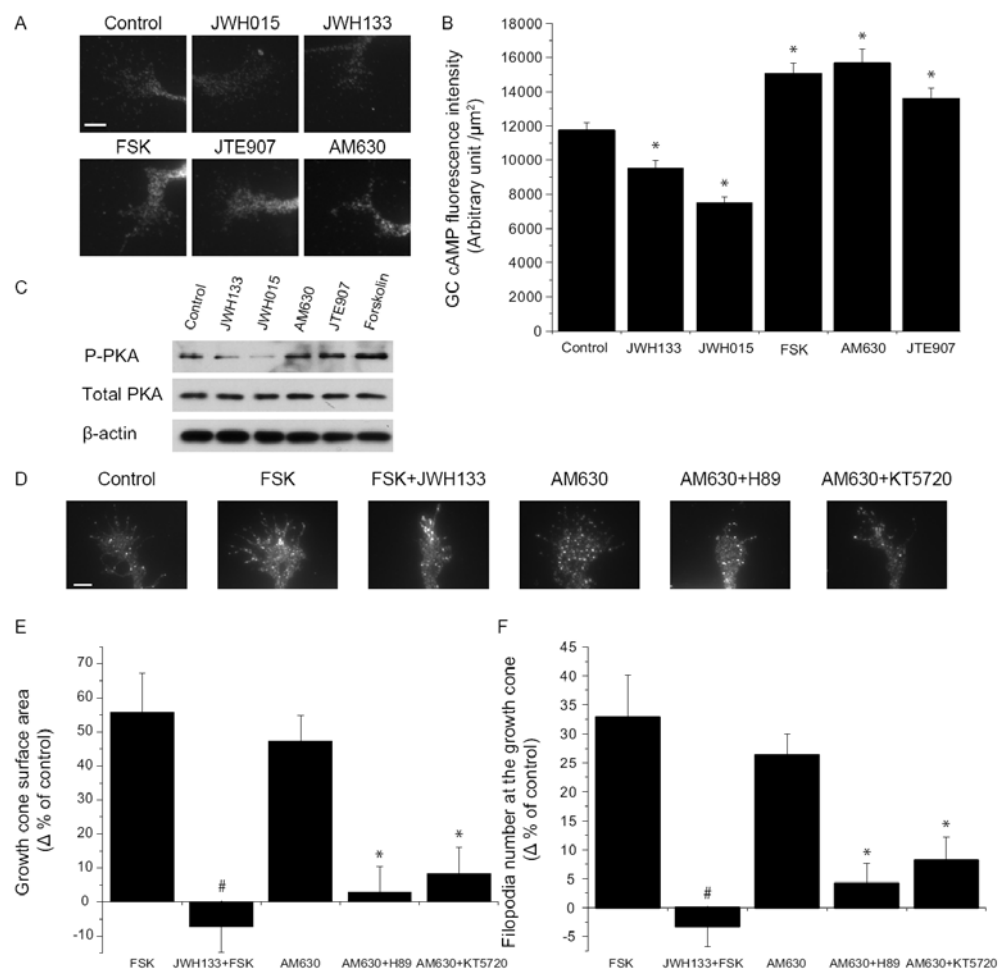 A
Control JWH015 JWH133
FSK JTE907 AM630
B
GC cAMP fluorescence intensity
(Arbitrary unit /µm²)
18000
16000
14000
12000
10000
8000
6000
4000
2000
0
* * * * *
Control JWH133 JWH015 FSK AM630 JTE907
C
Control JWH133 JWH015 AM630 JTE907 Forskolin
P-PKA
Total PKA
β-actin
D
Control FSK FSK+JWH133 AM630 AM630+H89 AM630+KT5720
E
Growth cone surface area
(Δ % of control)
70
60
50
40
30
20
10
0
-10
# * *
FSK JWH133+FSK AM630 AM630+H89 AM630+KT5720
F
Filopodia number at the growth cone
(Δ % of control)
45
40
35
30
25
20
15
10
5
0
-5
# * *
FSK JWH133+FSK AM630 AM630+H89 AM630+KT5720